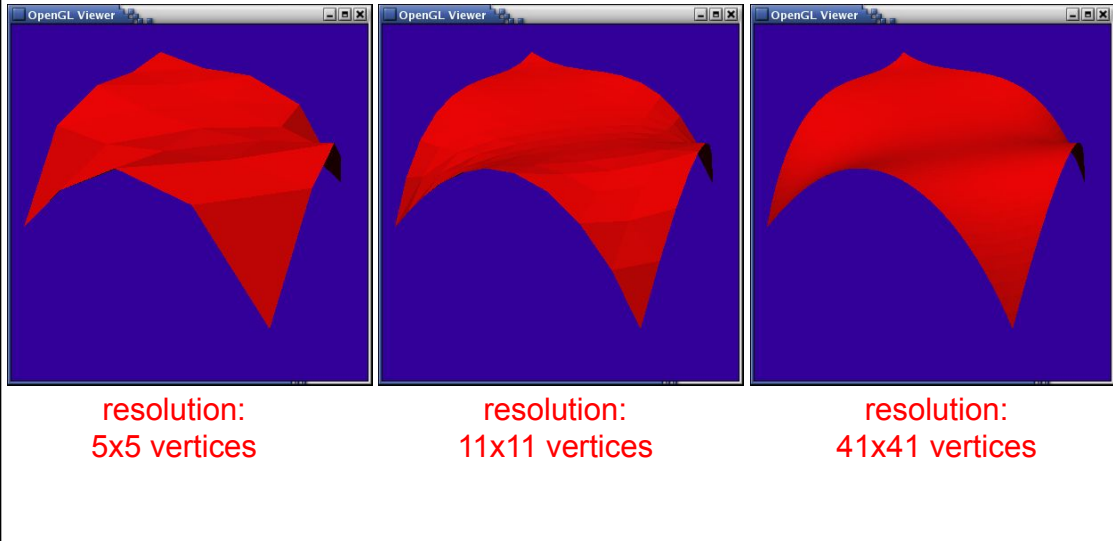 OpenGL Viewer
OpenGL Viewer
OpenGL Viewer
resolution:
5x5 vertices
resolution:
11x11 vertices
resolution:
41x41 vertices